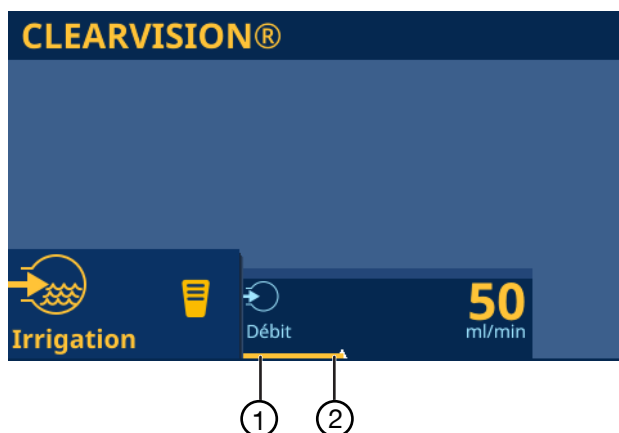 CLEARVISION®
50
Débit
ml/min
Irrigation
1 2